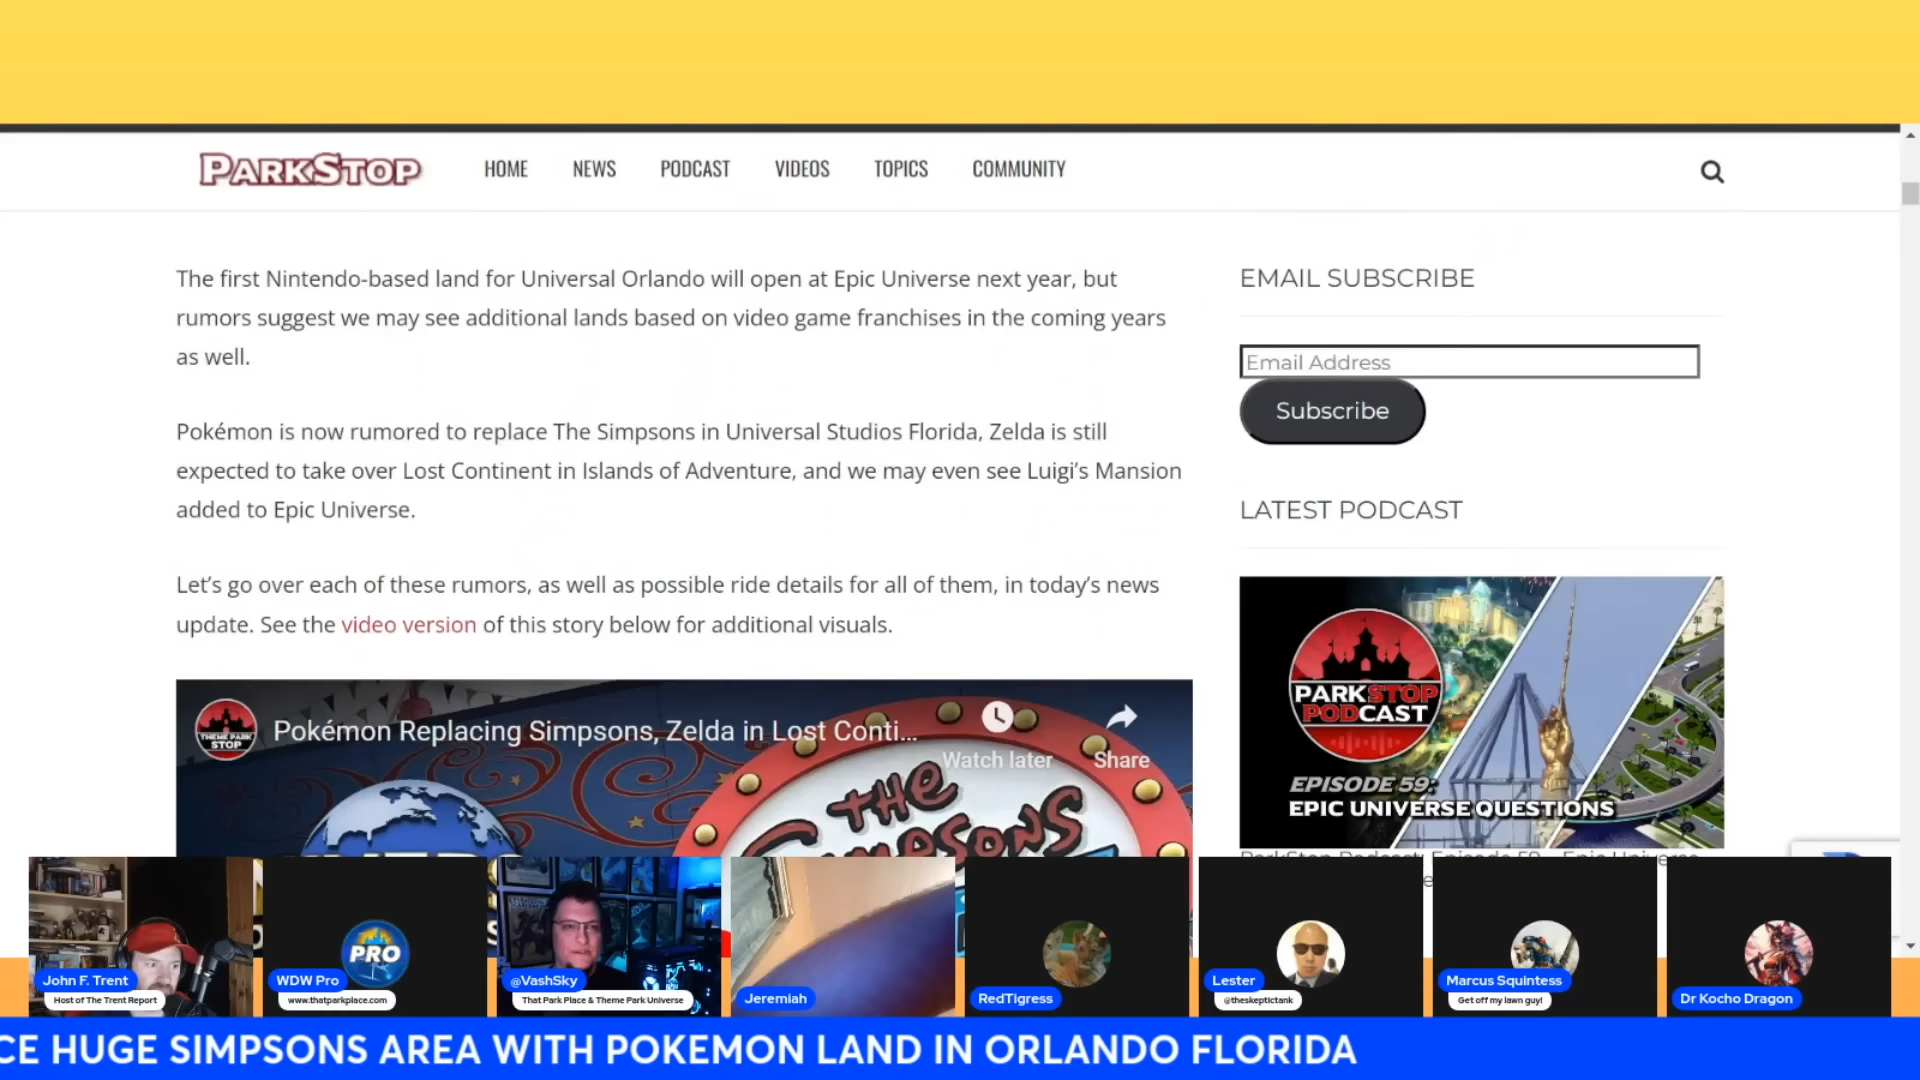 PARKSTOP
HOME NEWS PODCAST VIDEOS TOPICS COMMUNITY
The first Nintendo-based land for Universal Orlando will open at Epic Universe next year, but
rumors suggest we may see additional lands based on video game franchises in the coming years
as well.
Pokémon is now rumored to replace The Simpsons in Universal Studios Florida, Zelda is still
expected to take over Lost Continent in Islands of Adventure, and we may even see Luigi's Mansion
added to Epic Universe.
Let's go over each of these rumors, as well as possible ride details for all of them, in today's news
update. See the video version of this story below for additional visuals.
THEME PARK
STOP
Pokémon Replacing Simpsons, Zelda in Lost Conti...
Watch later
Share
THE
SIMPSONS
EMAIL SUBSCRIBE
Email Address
Subscribe
LATEST PODCAST
PARKSTOP
PODCAST
EPISODE 59:
EPIC UNIVERSE QUESTIONS
ParkStop Podcast: Episode 59 – Epic Universe
John F. Trent
Host of The Trent Report
PRO
WDW Pro
www.thatparkplace.com
@VashSky
That Park Place & Theme Park Universe
Jeremiah
RedTigress
Lester
@theskeptictank
Marcus Squintess
Get off my lawn guy!
Dr Kocho Dragon
CE HUGE SIMPSONS AREA WITH POKEMON LAND IN ORLANDO FLORIDA